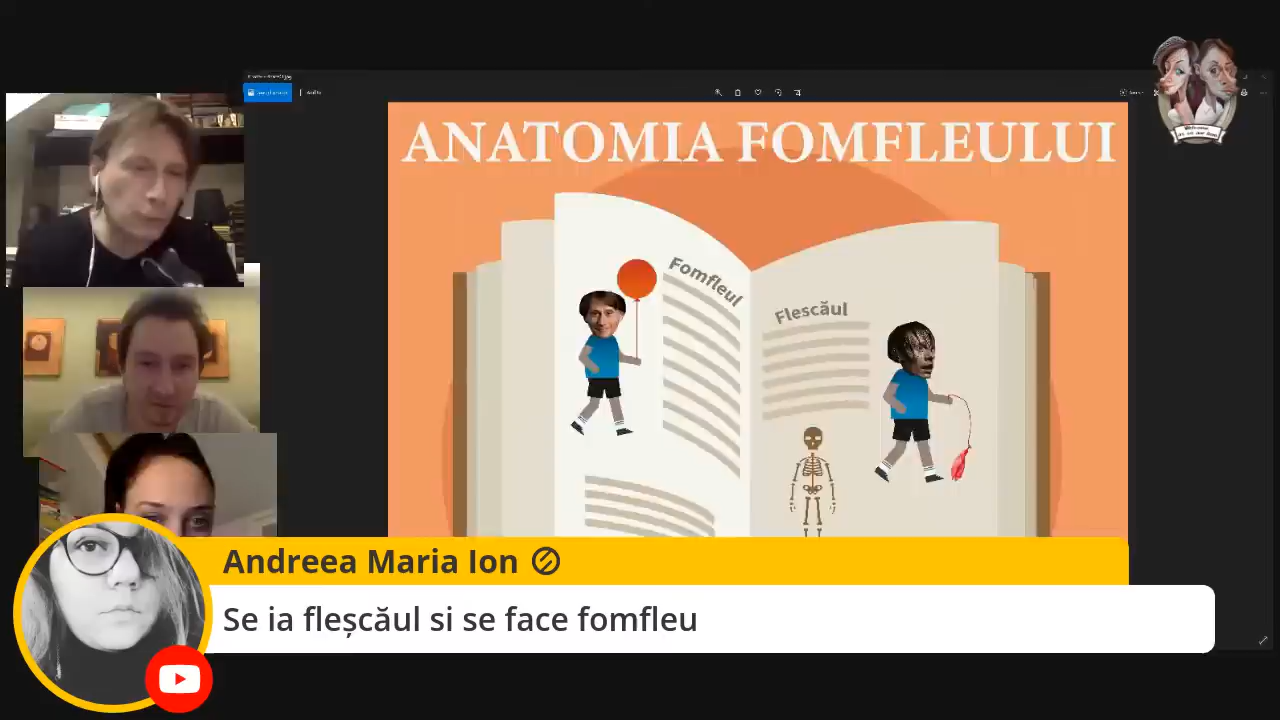 ANATOMIA FOMFLEULUI
Fomfleul
Flescăul
Andreea Maria Ion
Se ia fleșcăul si se face fomfleu